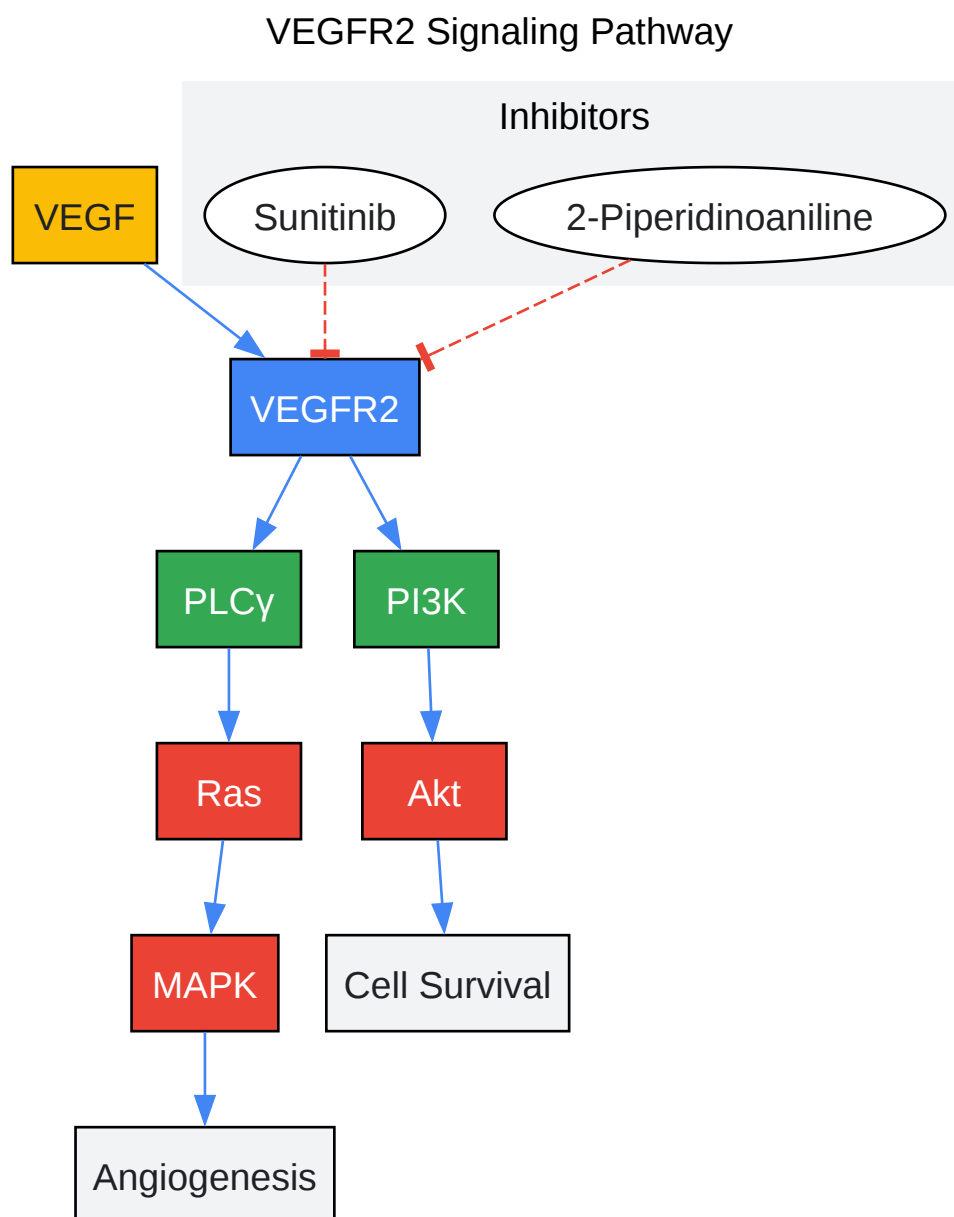 VEGFR2 Signaling Pathway
Inhibitors
VEGF
Sunitinib
2-Piperidinoaniline
VEGFR2
PLCγ
PI3K
Ras
Akt
MAPK
Cell Survival
Angiogenesis